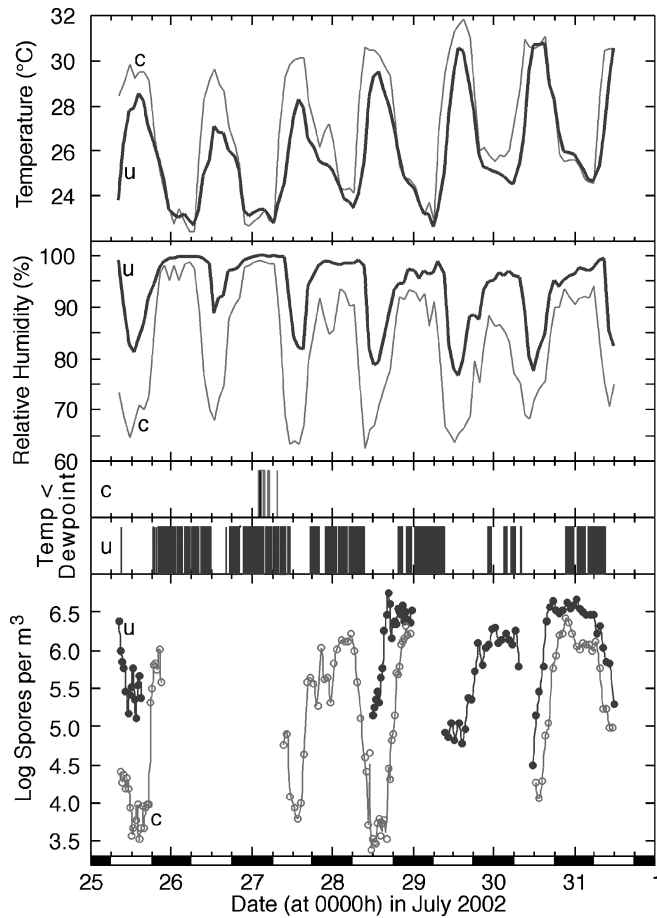 32
30
28
26
24
Temperature (°C)
c
u
100
90
80
70
60
Relative Humidity (%)
u
c
Temp <
Dewpoint
c
u
6.5
6.0
5.5
5.0
4.5
4.0
3.5
Log Spores per m³
u
c
25 26 27 28 29 30 31 1
Date (at 0000h) in July 2002